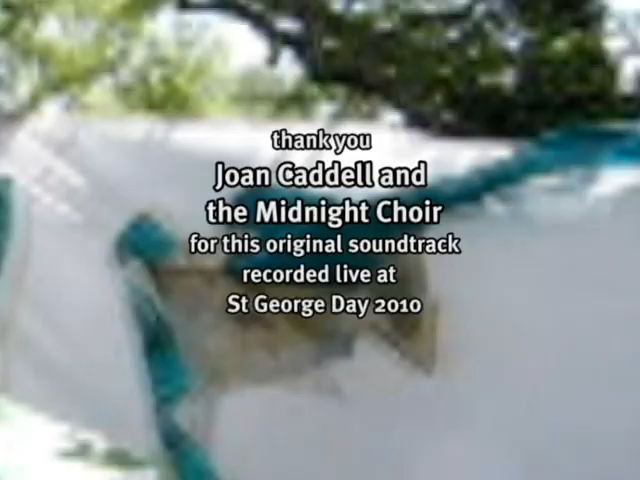 thank you
Joan Caddell and
the Midnight Choir
for this original soundtrack
recorded live at
St George Day 2010